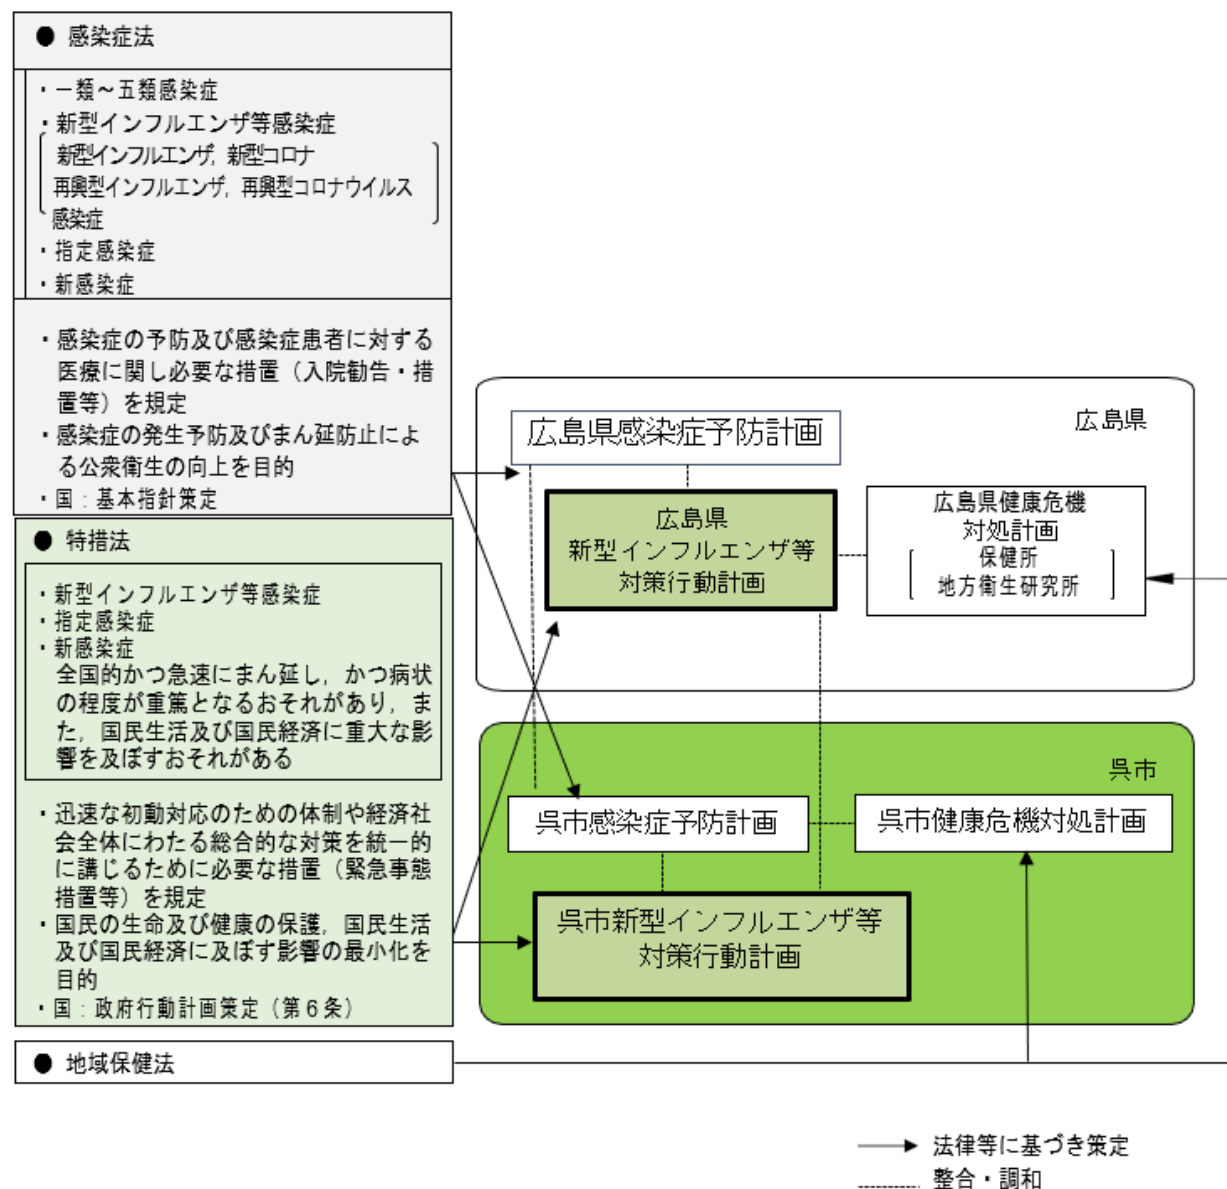 ● 感染症法
・一類～五類感染症
・新型インフルエンザ等感染症
新型インフルエンザ，新型コロナ
再興型インフルエンザ，再興型コロナウイルス
感染症
・指定感染症
・新感染症
・感染症の予防及び感染症患者に対する
医療に関し必要な措置（入院勧告・措
置等）を規定
・感染症の発生予防及びまん延防止によ
る公衆衛生の向上を目的
・国：基本指針策定
● 特措法
・新型インフルエンザ等感染症
・指定感染症
・新感染症
全国的かつ急速にまん延し，かつ病状
の程度が重篤となるおそれがあり，ま
た，国民生活及び国民経済に重大な影
響を及ぼすおそれがある
・迅速な初動対応のための体制や経済社
会全体にわたる総合的な対策を統一的
に講じるために必要な措置（緊急事態
措置等）を規定
・国民の生命及び健康の保護，国民生活
及び国民経済に及ぼす影響の最小化を
目的
・国：政府行動計画策定（第６条）
● 地域保健法
広島県
広島県感染症予防計画
広島県
新型インフルエンザ等
対策行動計画
広島県健康危機
対処計画
保健所
地方衛生研究所
呉市
呉市感染症予防計画
呉市健康危機対処計画
呉市新型インフルエンザ等
対策行動計画
法律等に基づき策定
整合・調和